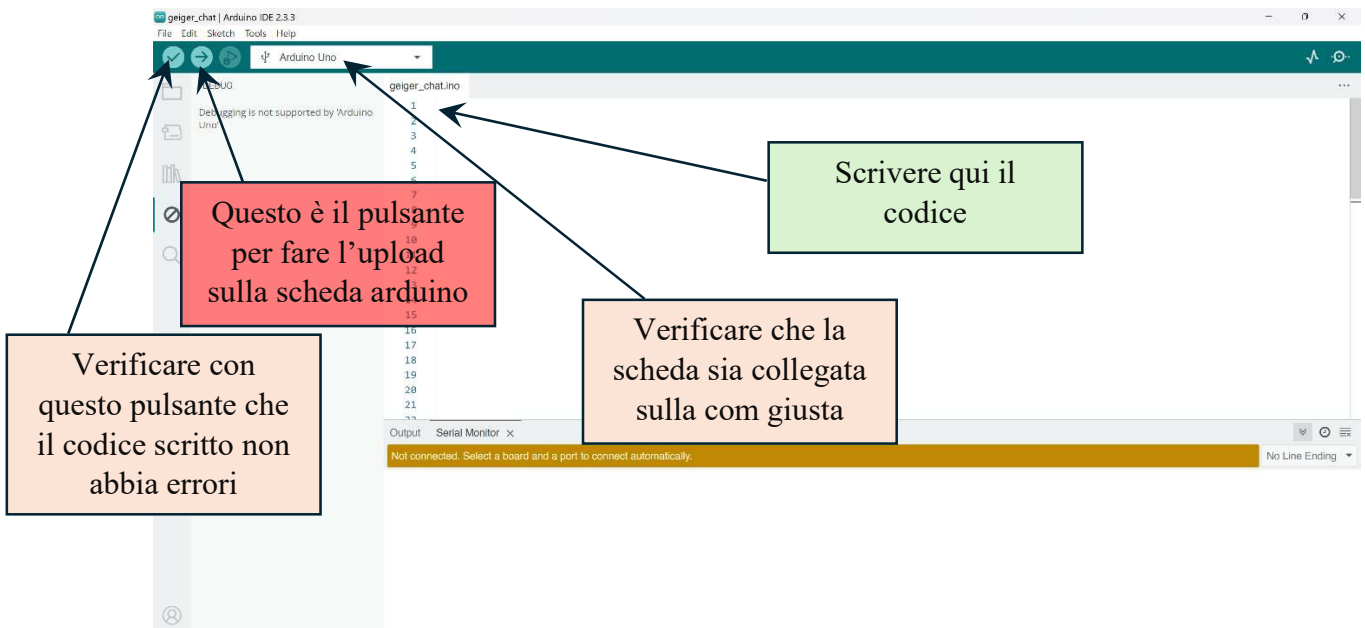 geiger_chat | Arduino IDE 2.3.3
File Edit Sketch Tools Help
Arduino Uno
geiger_chat.ino
Debugging is not supported by 'Arduino
Uno'
1
2
3
4
5
6
7
9
10
12
15
16
17
18
19
20
21
Scrivere qui il
codice
Questo è il pulsante
per fare l'upload
sulla scheda arduino
Verificare che la
scheda sia collegata
sulla com giusta
Verificare con
questo pulsante che
il codice scritto non
abbia errori
Output Serial Monitor ×
Not connected. Select a board and a port to connect automatically.
No Line Ending